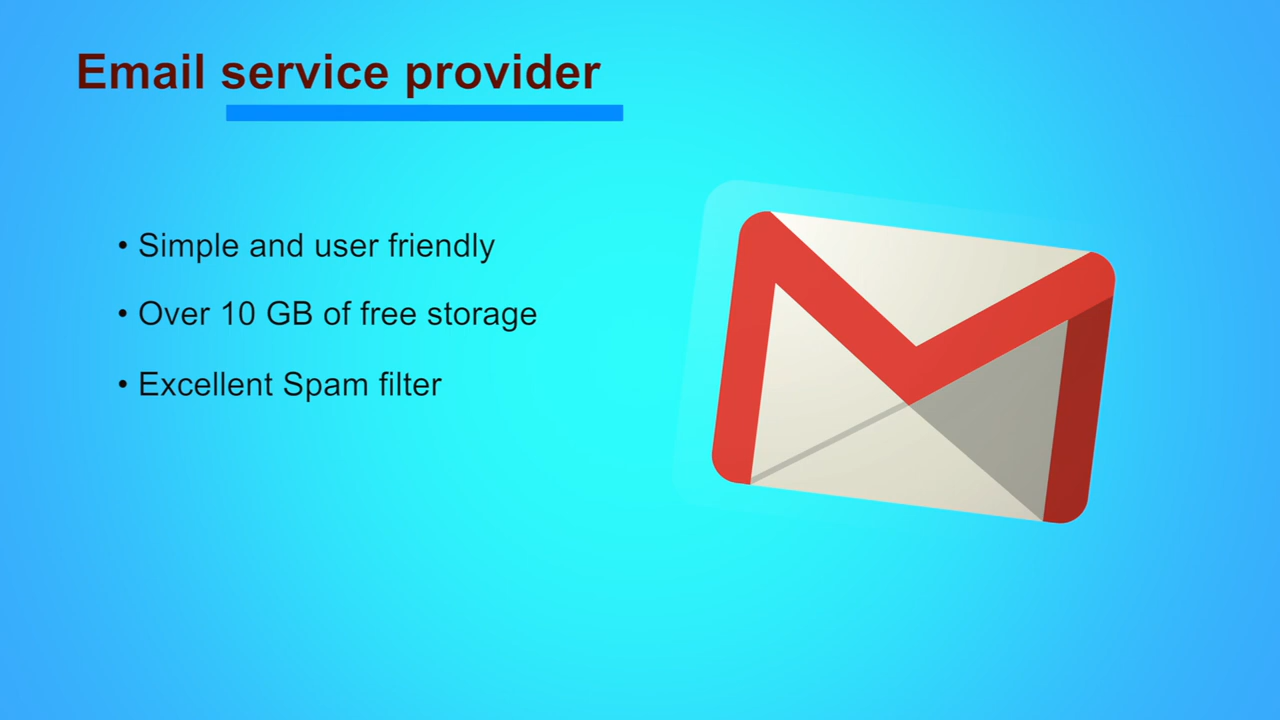 Email service provider
• Simple and user friendly
• Over 10 GB of free storage
• Excellent Spam filter